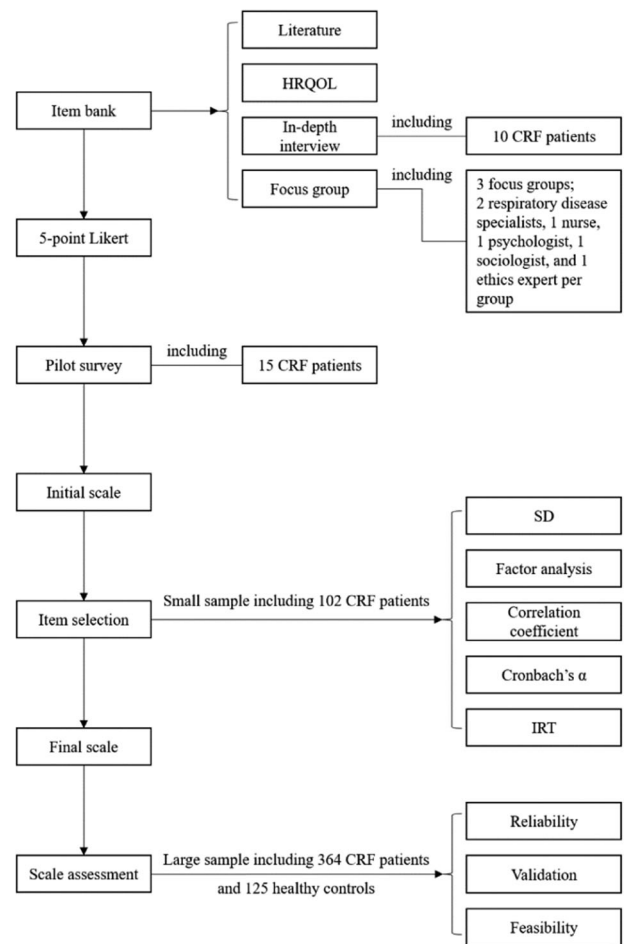 Literature
HRQOL
Item bank
In-depth
interview
including
10 CRF patients
Focus group
including
3 focus groups;
2 respiratory disease
specialists, 1 nurse,
1 psychologist, 1
sociologist, and 1
ethics expert per
group
5-point Likert
Pilot survey
including
15 CRF patients
Initial scale
SD
Factor analysis
Item selection
Small sample including 102 CRF patients
Correlation
coefficient
Cronbach’s α
IRT
Final scale
Reliability
Scale assessment
Large sample including 364 CRF patients
and 125 healthy controls
Validation
Feasibility